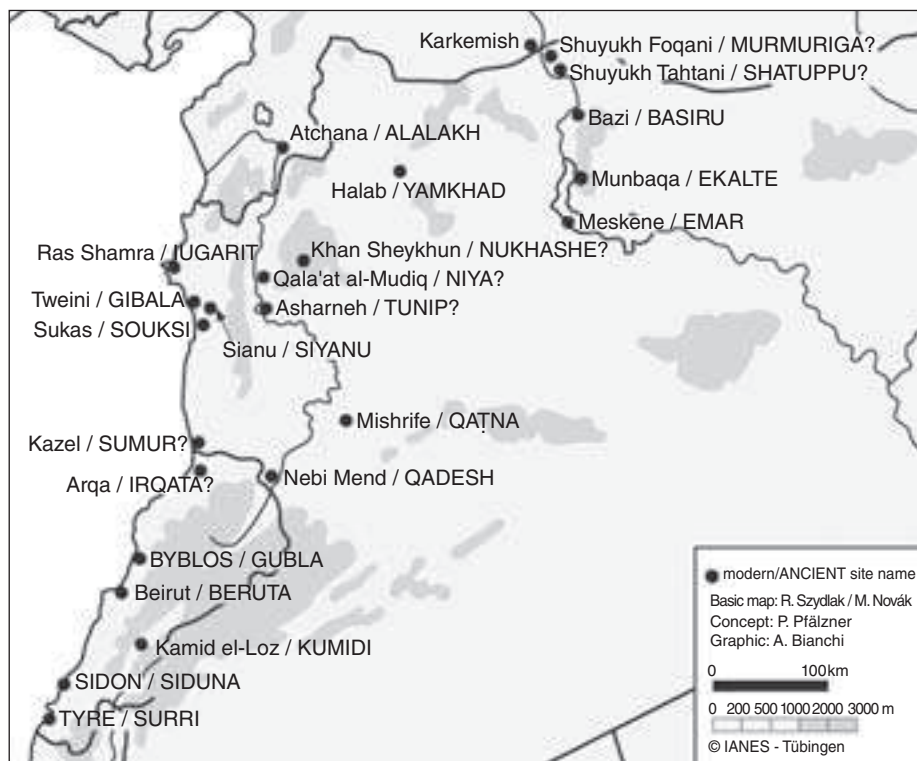 Karkemish
Shuyukh Foqani / MURMURIGA?
Shuyukh Tahtani / SHATUPPU?
Bazi / BASIRU
Atchana / ALALAKH
Halab / YAMKHAD
Munbaqa / EKALTE
Meskene / EMAR
Ras Shamra / IUGARIT
Khan Sheykhun / NUKHASHE?
Qala'at al-Mudiq / NIYA?
Tweini / GIBALA
Asharneh / TUNIP?
Sukas / SOUKSI
Sianu / SIYANU
Mishrife / QAṬNA
Kazel / SUMUR?
Arqa / IRQATA?
Nebi Mend / QADESH
BYBLOS / GUBLA
Beirut / BERUTA
Kamid el-Loz / KUMIDI
SIDON / SIDUNA
TYRE / SURRI
modern/ANCIENT site name
Basic map: R. Szydlak / M. Novák
Concept: P. Pfälzner
Graphic: A. Bianchi
0 100 km
0 200 500 1000 2000 3000 m
© IANES - Tübingen